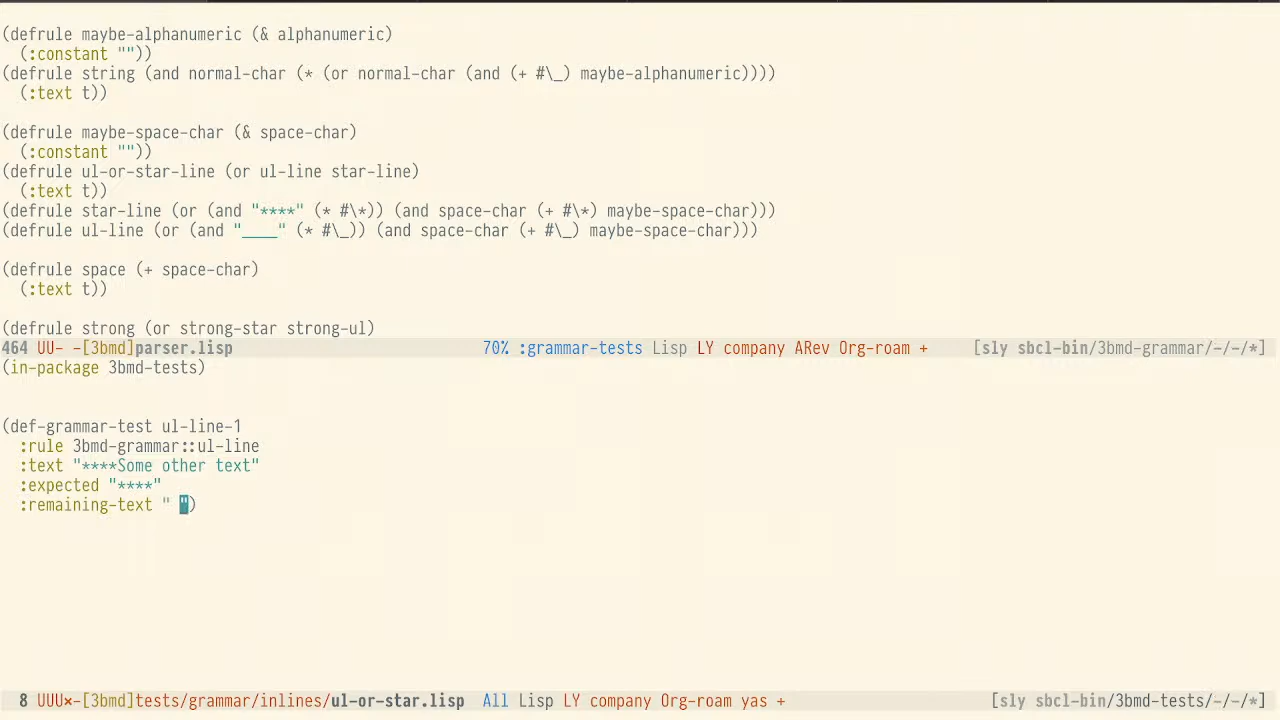 (defrule maybe-alphanumeric (& alphanumeric)
  (:constant ""))
(defrule string (and normal-char (* (or normal-char (and (+ #\_) maybe-alphanumeric))))
  (:text t))

(defrule maybe-space-char (& space-char)
  (:constant ""))
(defrule ul-or-star-line (or ul-line star-line)
  (:text t))
(defrule star-line (or (and "****" (* #\*)) (and space-char (+ #\*) maybe-space-char)))
(defrule ul-line (or (and "____" (* #\_)) (and space-char (+ #\_) maybe-space-char)))

(defrule space (+ space-char)
  (:text t))

(defrule strong (or strong-star strong-ul)
464 UU- -[3bmd]parser.lisp 70% :grammar-tests Lisp LY company ARev Org-roam + [sly sbcl-bin/3bmd-grammar/-/-/*]
(in-package 3bmd-tests)

(def-grammar-test ul-line-1
  :rule 3bmd-grammar::ul-line
  :text "****Some other text"
  :expected "****"
  :remaining-text " ")
8 UUU×-[3bmd]tests/grammar/inlines/ul-or-star.lisp All Lisp LY company Org-roam yas + [sly sbcl-bin/3bmd-tests/-/-/*]